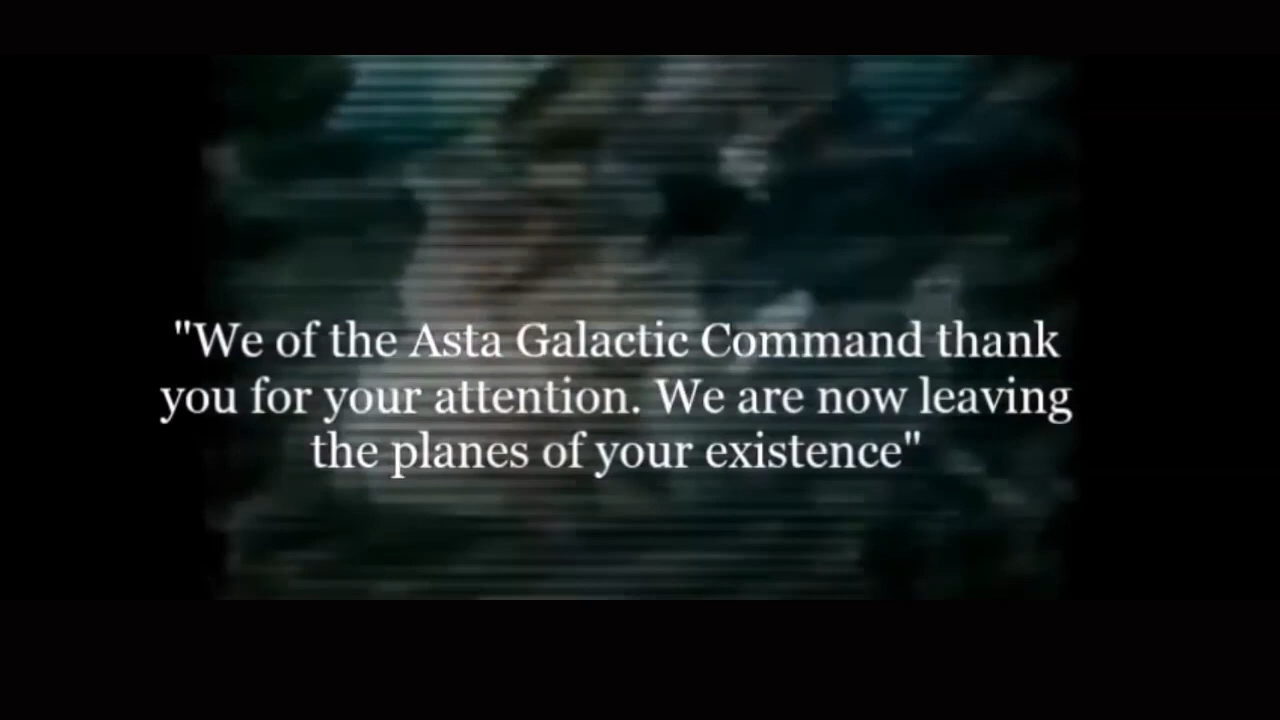 "We of the Asta Galactic Command thank
you for your attention. We are now leaving
the planes of your existence"